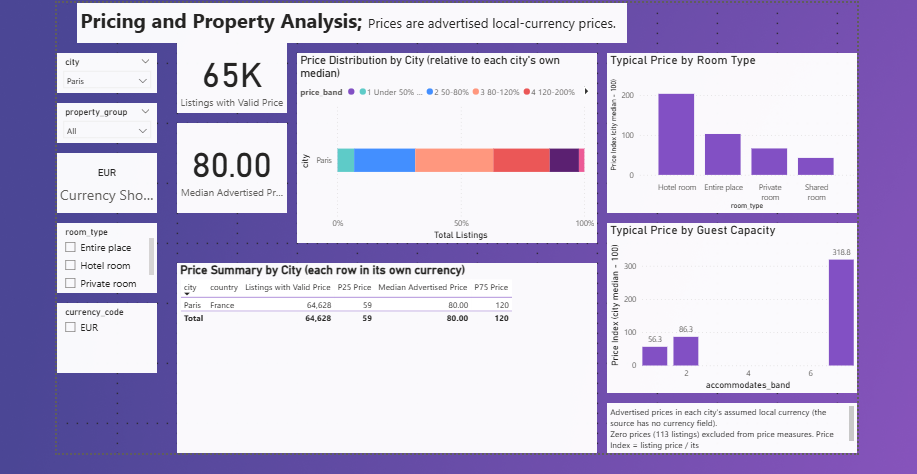 Pricing and Property Analysis; Prices are advertised local-currency prices.
city
Paris
property_group
All
EUR
Currency Sho...
room_type
Entire place
Hotel room
Private room
currency_code
EUR
65K
Listings with Valid Price
80.00
Median Advertised Pr...
Price Distribution by City (relative to each city's own
median)
price_band 1 Under 50% ... 2 50-80% 3 80-120% 4 120-200%
city
Paris
0% 50% 100%
Total Listings
Price Summary by City (each row in its own currency)
city country Listings with Valid Price P25 Price Median Advertised Price P75 Price
Paris France 64,628 59 80.00 120
Total 64,628 59 80.00 120
Typical Price by Room Type
Price Index (city median - 100)
200
100
0
Hotel room Entire place Private room Shared room
room_type
Typical Price by Guest Capacity
Price Index (city median - 100)
300
200
100
0
56.3 86.3 318.8
2 4 6
accommodates_band
Advertised prices in each city's assumed local currency (the
source has no currency field).
Zero prices (113 listings) excluded from price measures. Price
Index = listing price / its